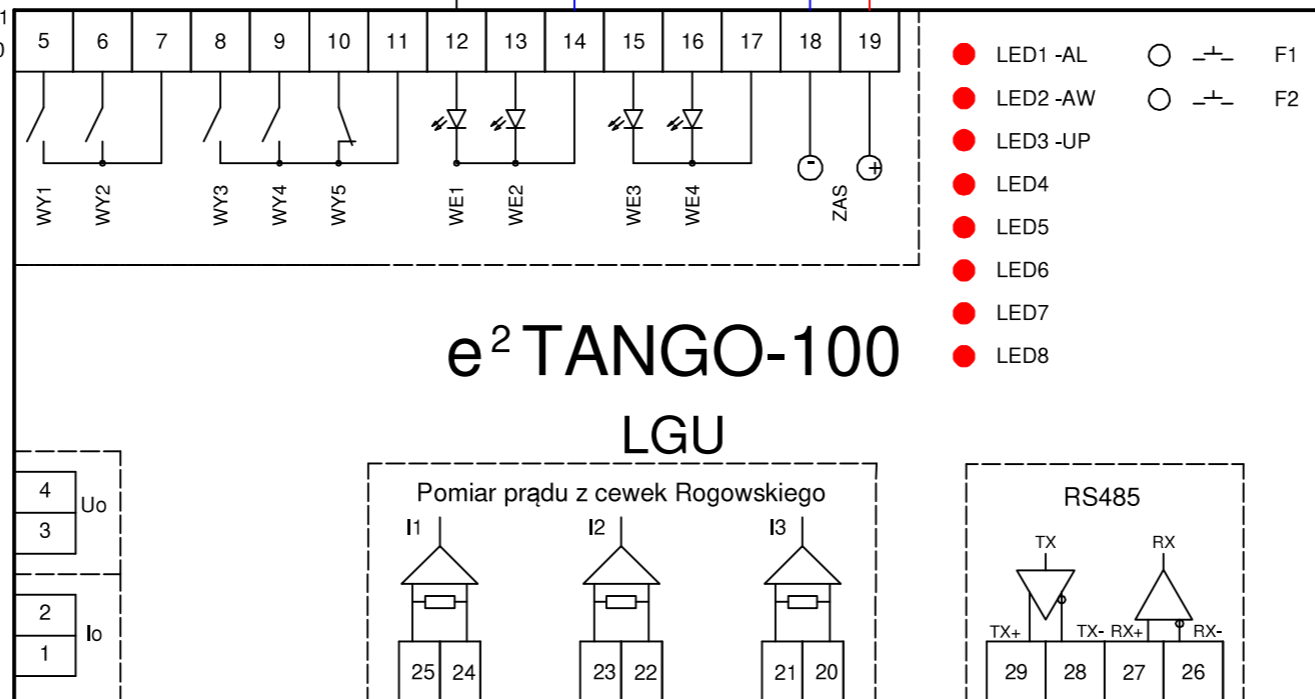 1
0
5 6 7 8 9 10 11 12 13 14 15 16 17 18 19
WY1 WY2 WY3 WY4 WY5 WE1 WE2 WE3 WE4 - + ZAS
LED1 -AL F1
LED2 -AW F2
LED3 -UP
LED4
LED5
LED6
LED7
LED8
e² TANGO-100
LGU
4 Uo
3
2 Io
1
Pomiar prądu z cewek Rogowskiego
I1 I2 I3
25 24 23 22 21 20
RS485
TX RX
TX+ TX- RX+ RX-
29 28 27 26